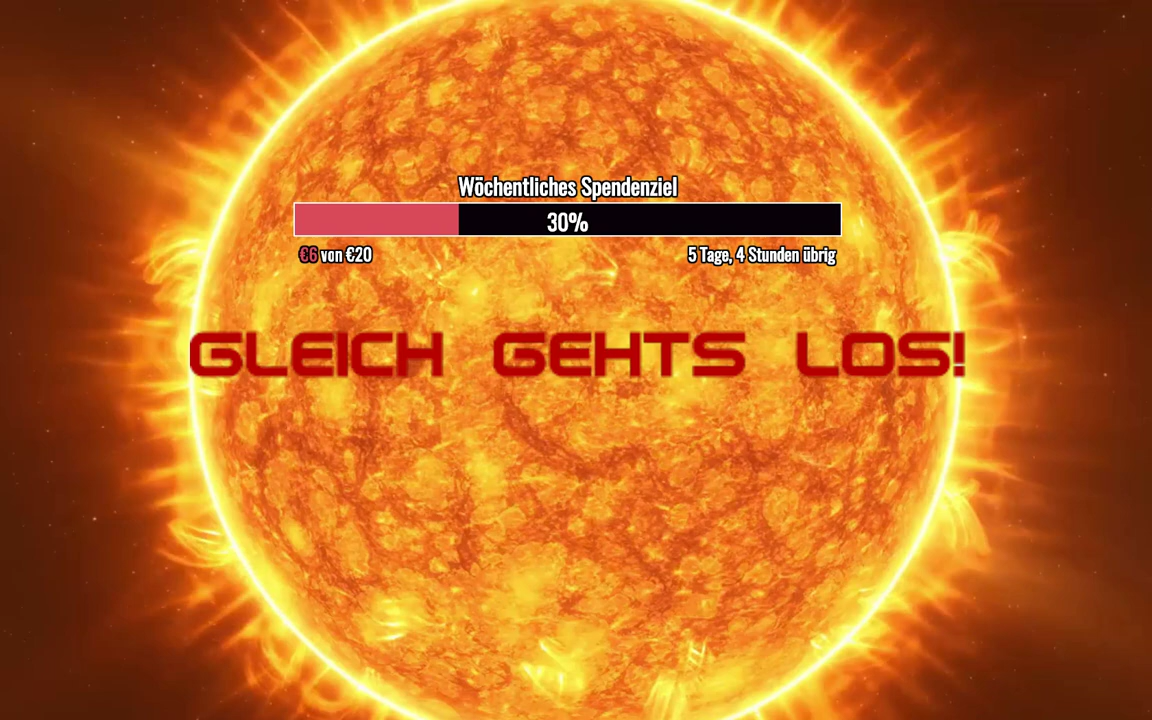 Wöchentliches Spendenziel
30%
€6 von €20
5 Tage, 4 Stunden übrig
GLEICH GEHTS LOS!